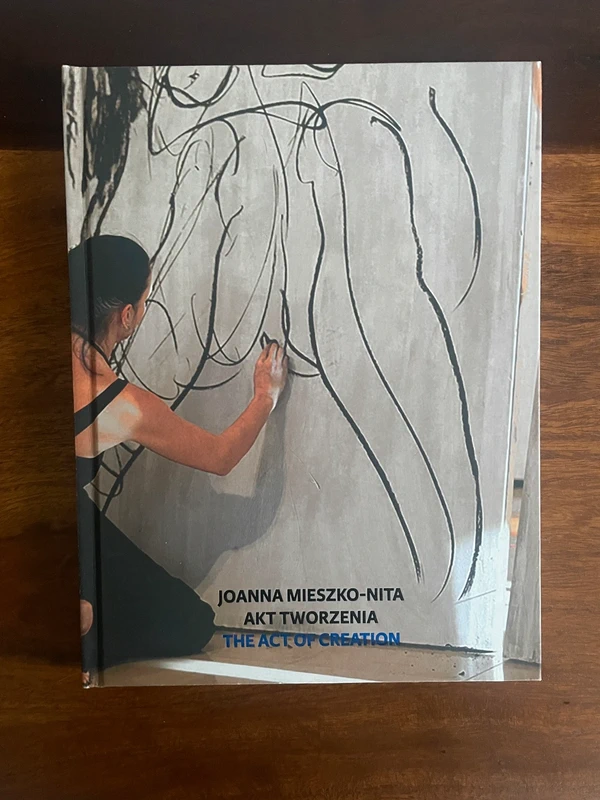 JOANNA MIESZKO-NITA
AKT TWORZENIA
THE ACT OF CREATION